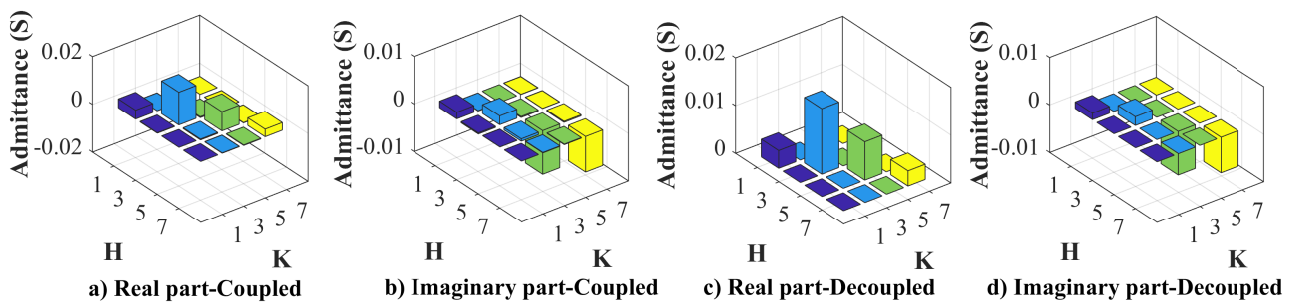 Admittance (S)
0.02
0
-0.02
1
3
5
7
H
1
3
5
7
K
a) Real part-Coupled
Admittance (S)
0.01
0
-0.01
1
3
5
7
H
1
3
5
7
K
b) Imaginary part-Coupled
Admittance (S)
0.02
0.01
0
1
3
5
7
H
1
3
5
7
K
c) Real part-Decoupled
Admittance (S)
0.01
0
-0.01
1
3
5
7
H
1
3
5
7
K
d) Imaginary part-Decoupled